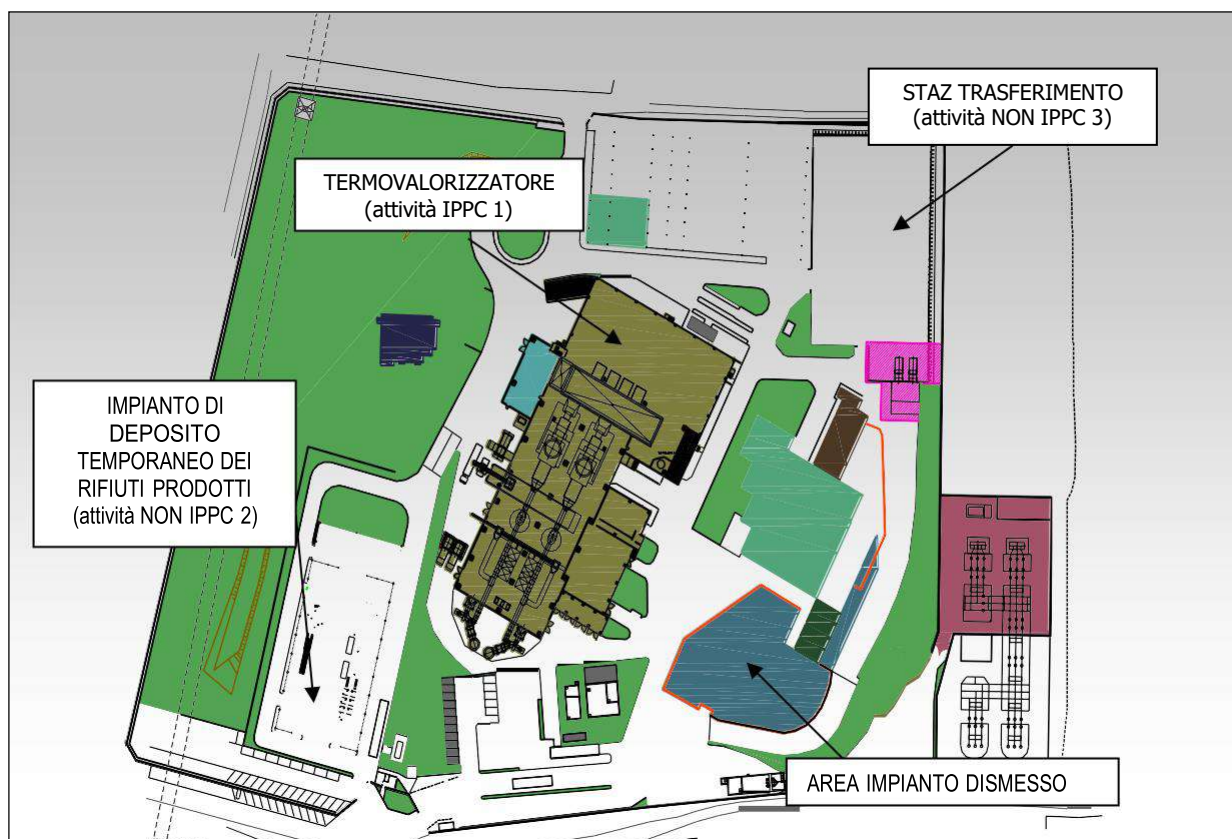 STAZ TRASFERIMENTO
(attività NON IPPC 3)
TERMOVALORIZZATORE
(attività IPPC 1)
IMPIANTO DI
DEPOSITO
TEMPORANEO DEI
RIFIUTI PRODOTTI
(attività NON IPPC 2)
AREA IMPIANTO DISMESSO